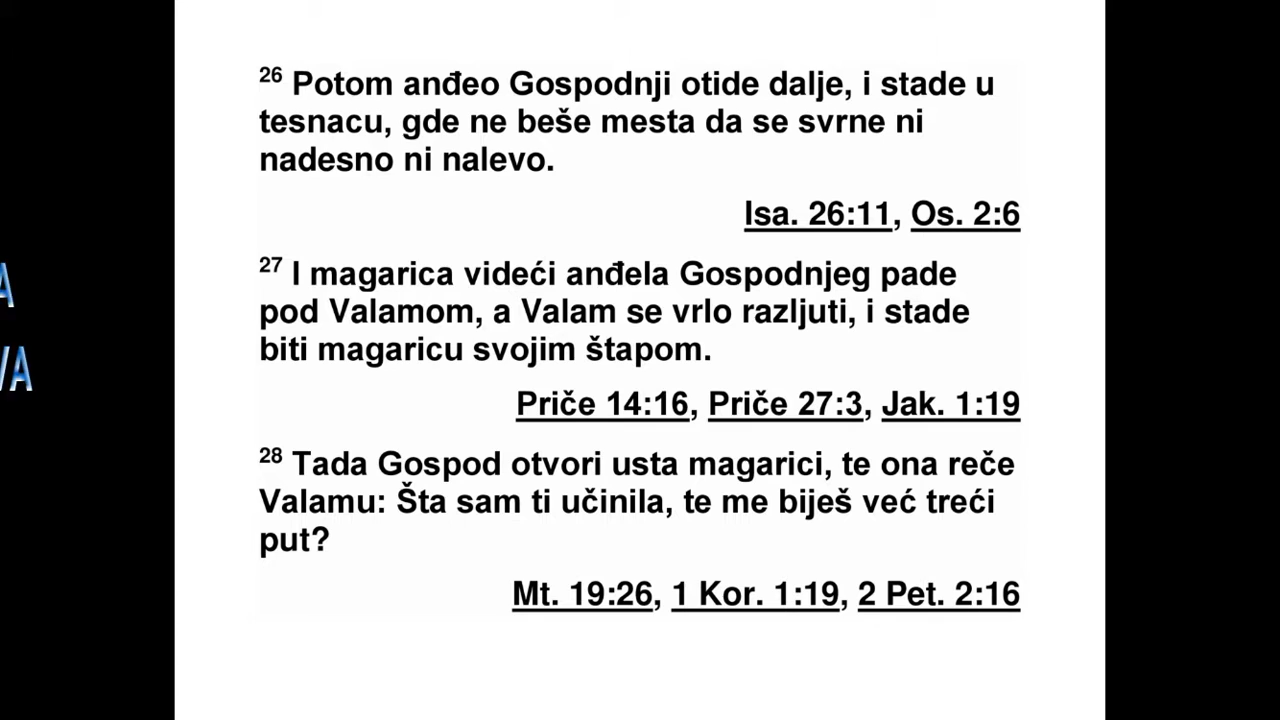 26 Potom anđeo Gospodnji otide dalje, i stade u
tesnacu, gde ne beše mesta da se svrne ni
nadesno ni nalevo.
Isa. 26:11, Os. 2:6
27 I magarica videći anđela Gospodnjeg pade
pod Valamom, a Valam se vrlo razljuti, i stade
biti magaricu svojim štapom.
Priče 14:16, Priče 27:3, Jak. 1:19
28 Tada Gospod otvori usta magarici, te ona reče
Valamu: Šta sam ti učinila, te me biješ već treći
put?
Mt. 19:26, 1 Kor. 1:19, 2 Pet. 2:16
A
VA